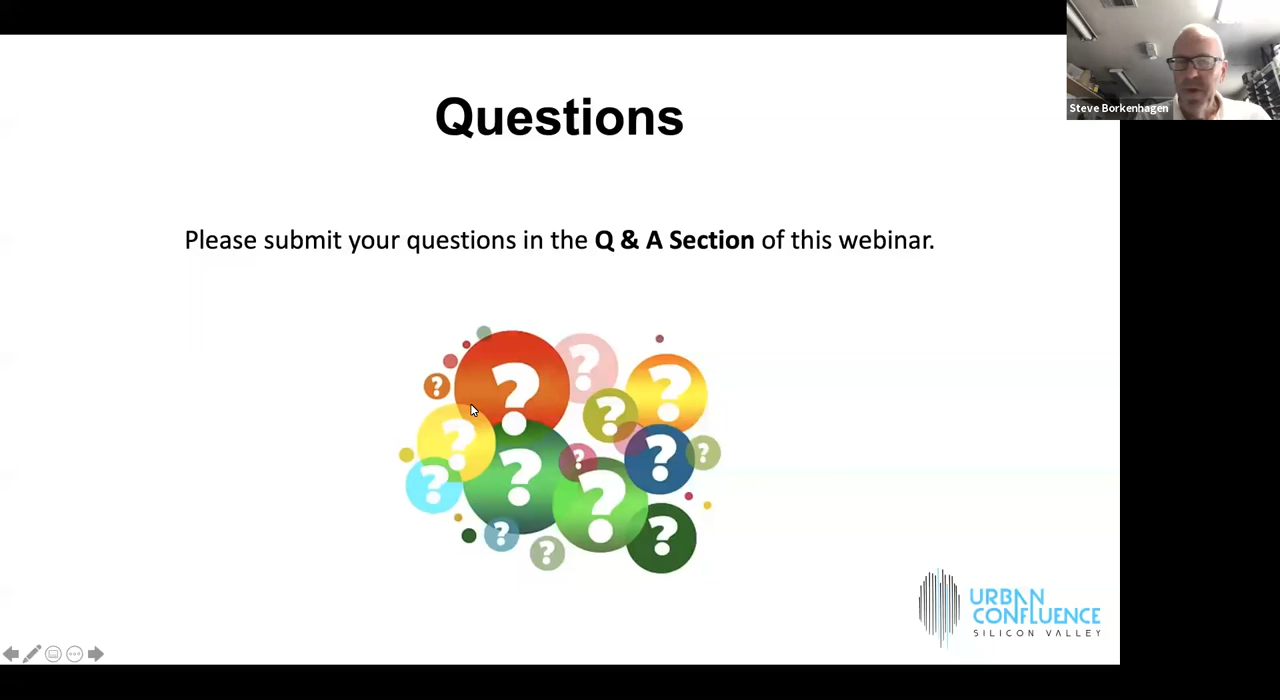 Questions
Steve Borkenhagen
Please submit your questions in the Q & A Section of this webinar.
?
?
?
?
?
?
?
?
?
?
?
?
?
?
URBAN
CONFLUENCE
SILICON VALLEY